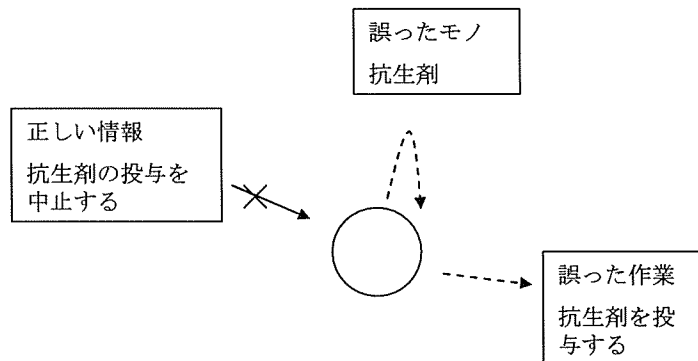 誤ったモノ
抗生剤
正しい情報
抗生剤の投与を
中止する
誤った作業
抗生剤を投
与する